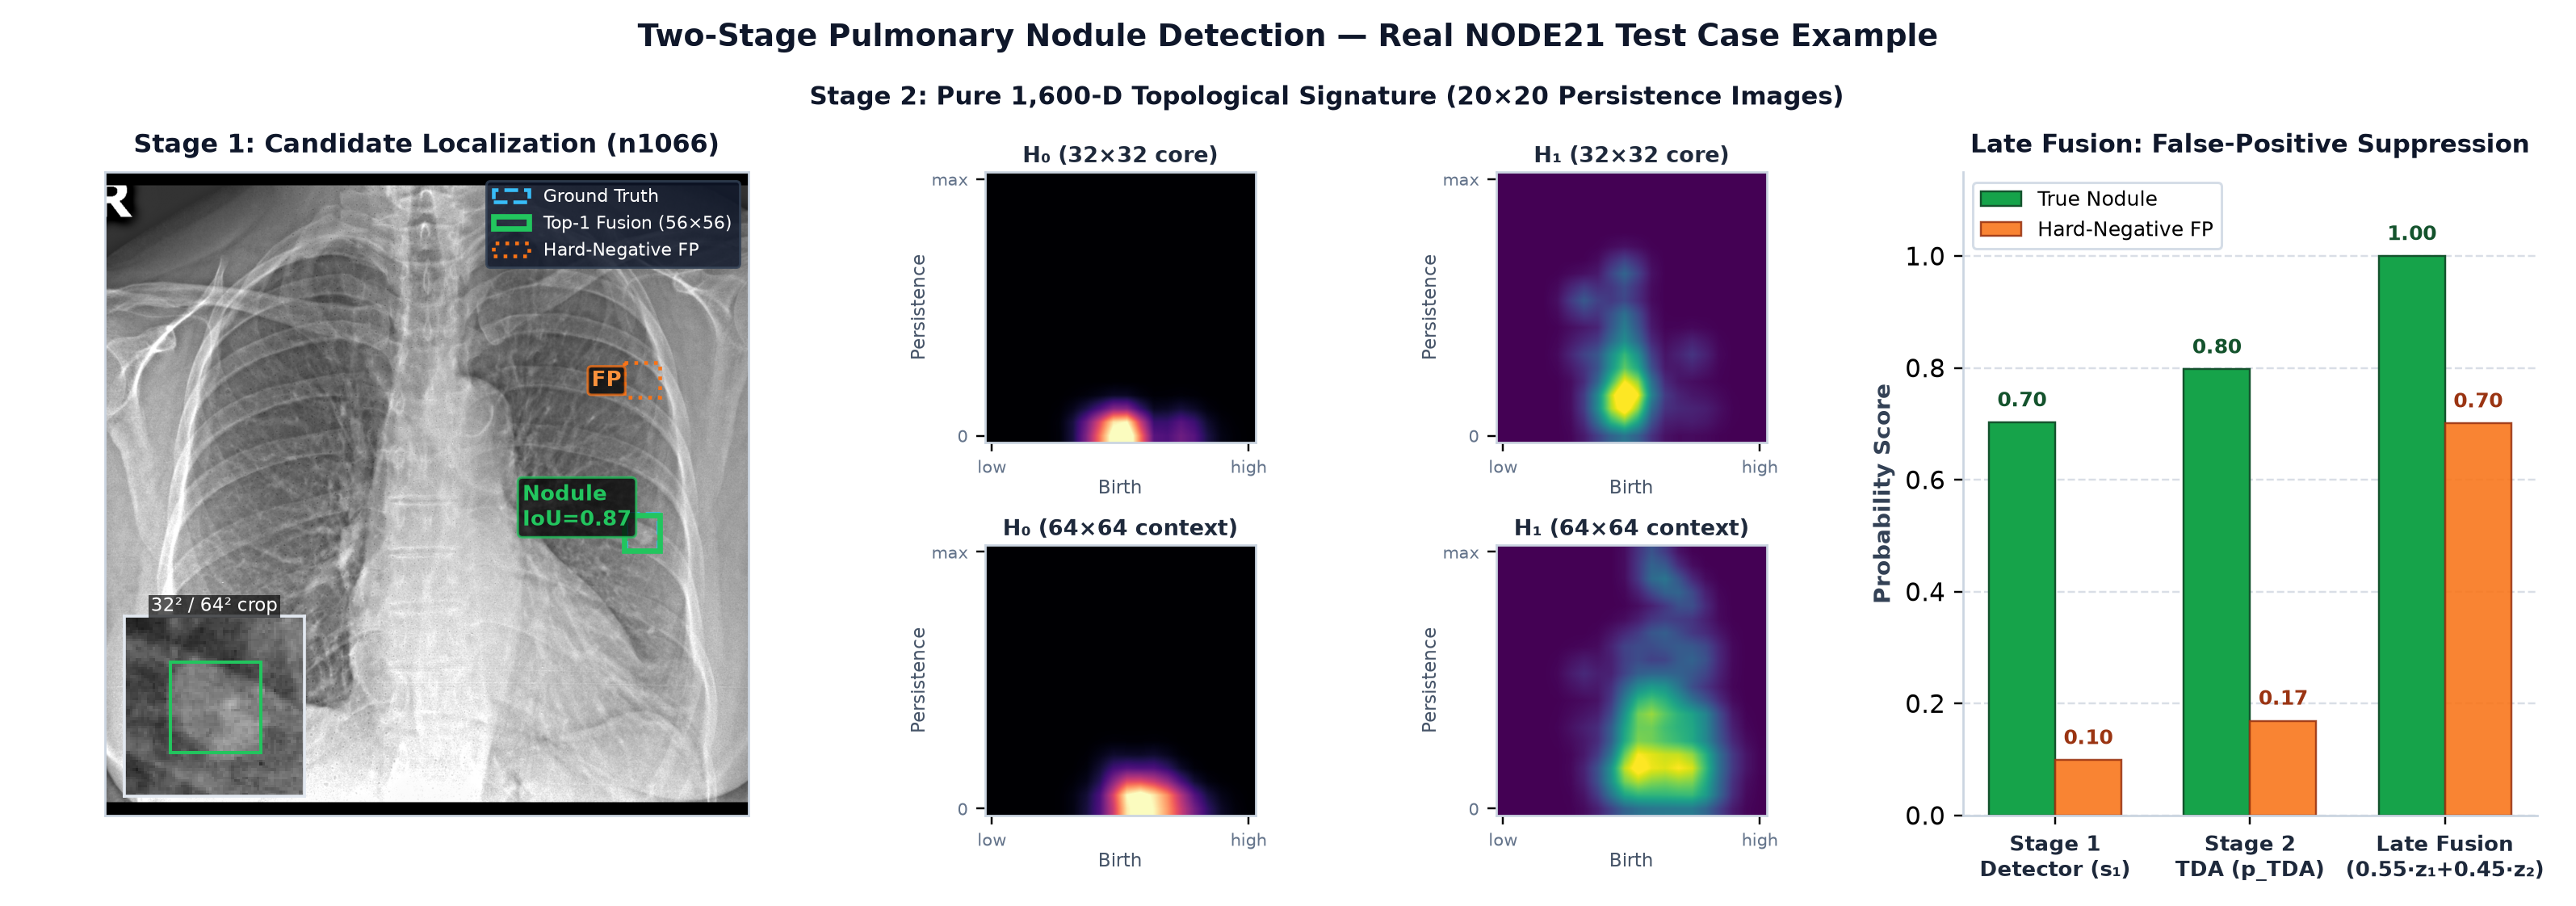 Two-Stage Pulmonary Nodule Detection — Real NODE21 Test Case Example
Stage 2: Pure 1,600-D Topological Signature (20×20 Persistence Images)
Stage 1: Candidate Localization (n1066)
R
Ground Truth
Top-1 Fusion (56×56)
Hard-Negative FP
FP
Nodule
IoU=0.87
32² / 64² crop
H₀ (32×32 core)
max
Persistence
0
low
high
Birth
H₁ (32×32 core)
max
Persistence
0
low
high
Birth
H₀ (64×64 context)
max
Persistence
0
low
high
Birth
H₁ (64×64 context)
max
Persistence
0
low
high
Birth
Late Fusion: False-Positive Suppression
True Nodule
Hard-Negative FP
Probability Score
1.0
0.8
0.6
0.4
0.2
0.0
0.70
0.10
0.80
0.17
1.00
0.70
Stage 1
Detector (s₁)
Stage 2
TDA (p_TDA)
Late Fusion
(0.55·z₁+0.45·z₂)